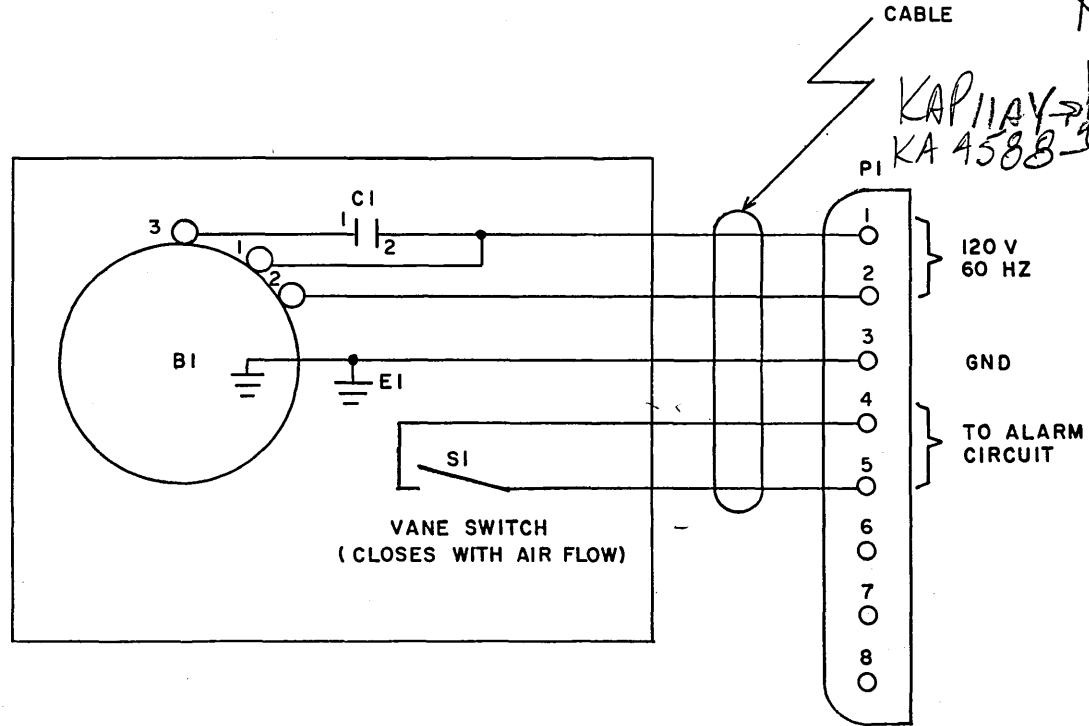 CABLE
KAP11AY→
KA 4588
P1
C1
3
1
2
1
2
1
2
120 V
60 HZ
3
GND
B1
E1
4
5
TO ALARM
CIRCUIT
S1
VANE SWITCH
(CLOSES WITH AIR FLOW)
6
7
8